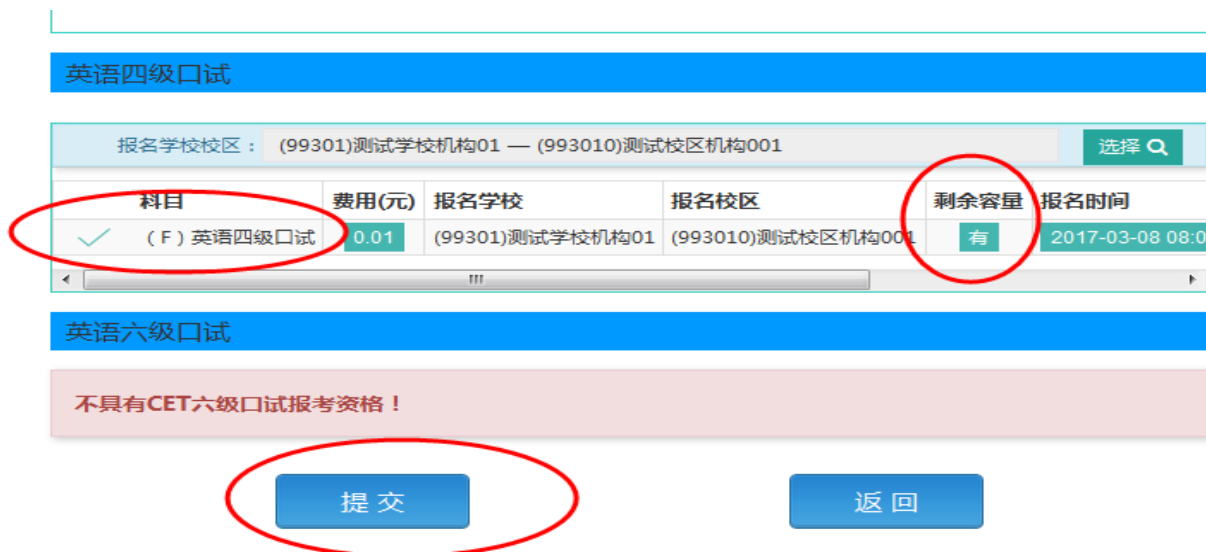 英语四级口试
报名学校校区： (99301)测试学校机构01 — (993010)测试校区机构001 选择
科目 费用(元) 报名学校 报名校区 剩余容量 报名时间
（F）英语四级口试 0.01 (99301)测试学校机构01 (993010)测试校区机构001 有 2017-03-08 08:0
英语六级口试
不具有CET六级口试报考资格！
提 交 返 回